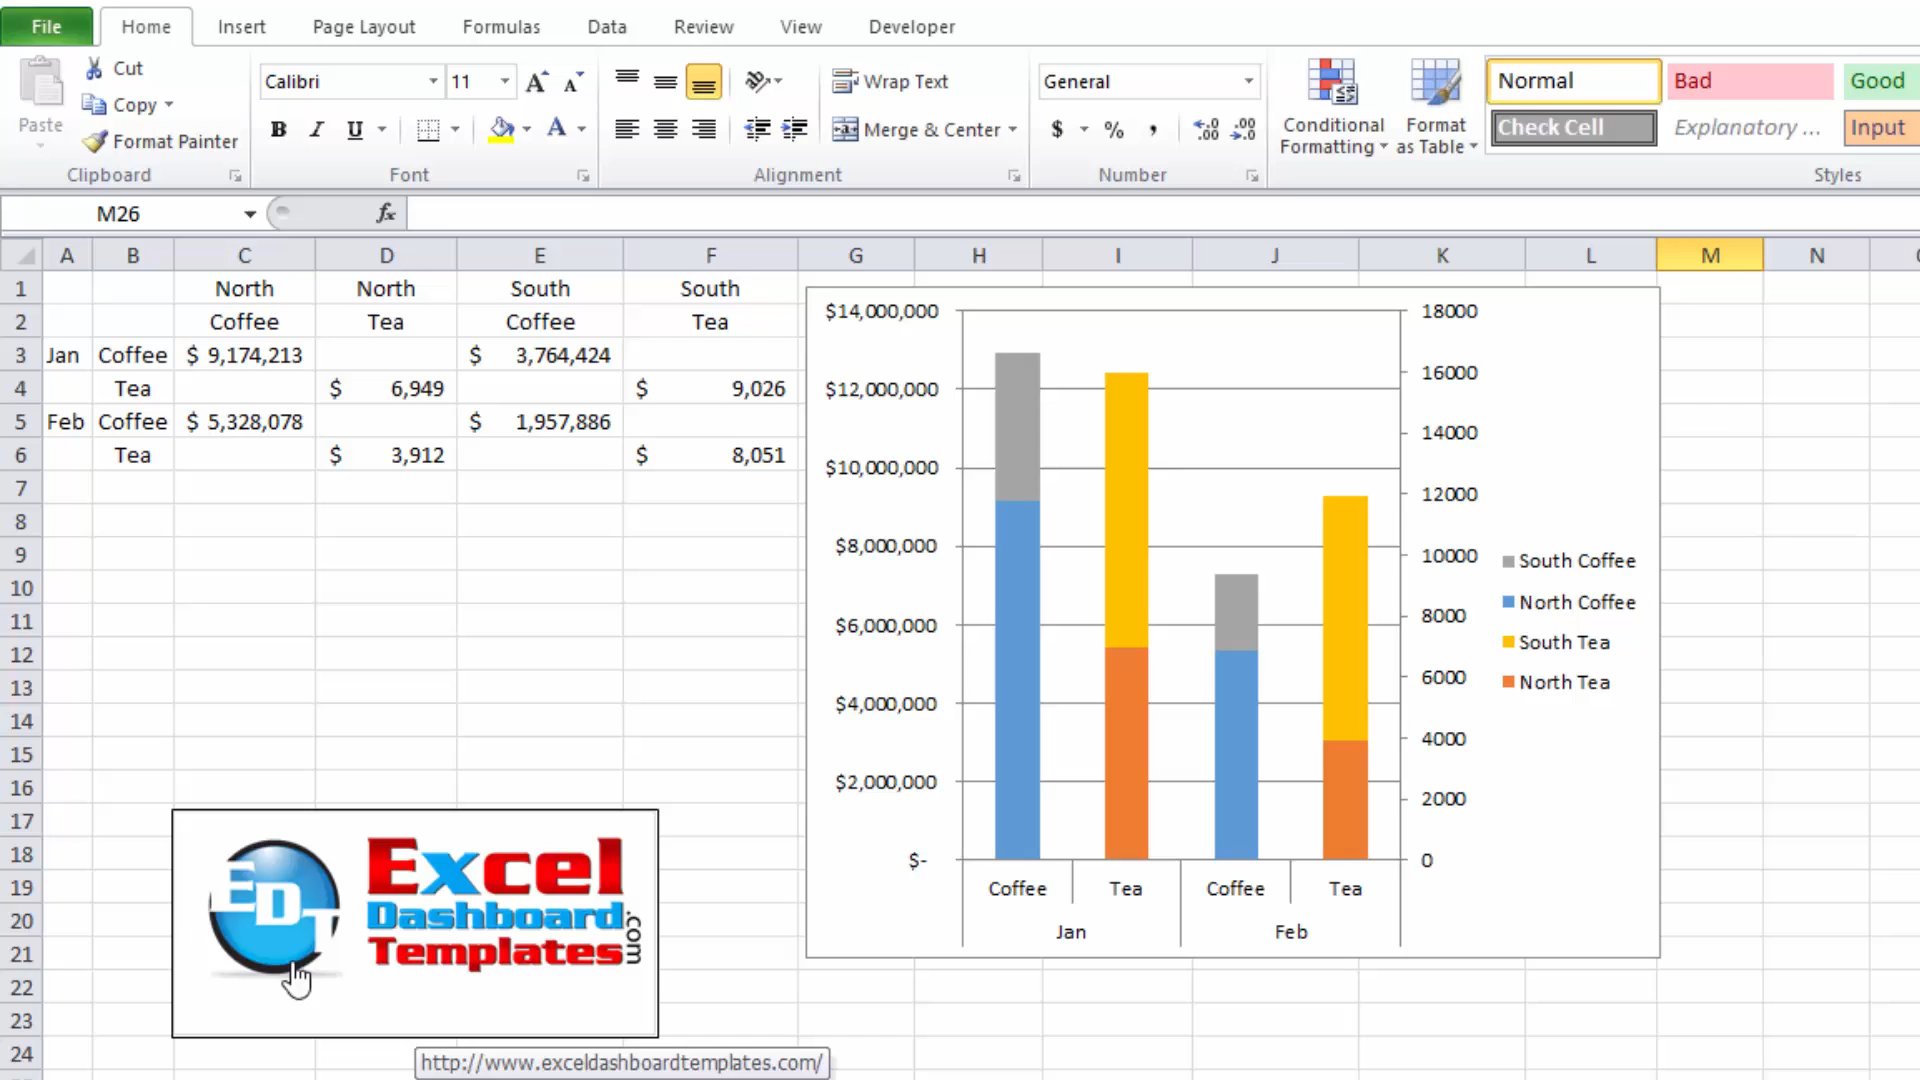 File Home Insert Page Layout Formulas Data Review View Developer
Paste
Cut
Copy
Format Painter
Clipboard
Calibri 11
A A
B I U A
Font
Wrap Text
Merge & Center
Alignment
General
$ % , .00 .00
Number
Conditional Formatting
Format as Table
Normal Bad Good
Check Cell Explanatory ... Input
Styles
M26 fx
A B C D E F G H I J K L M N
1 North North South South
2 Coffee Tea Coffee Tea
3 Jan Coffee $ 9,174,213 $ 3,764,424
4 Tea $ 6,949 $ 9,026
5 Feb Coffee $ 5,328,078 $ 1,957,886
6 Tea $ 3,912 $ 8,051
7
8
9
10
11
12
13
14
15
16
17
18
19
20
21
22
23
24
$14,000,000
$12,000,000
$10,000,000
$8,000,000
$6,000,000
$4,000,000
$2,000,000
$-
18000
16000
14000
12000
10000
8000
6000
4000
2000
0
Coffee Tea Coffee Tea
Jan Feb
South Coffee
North Coffee
South Tea
North Tea
EDT
Excel
Dashboard
Templates
.com
http://www.exceldashboardtemplates.com/